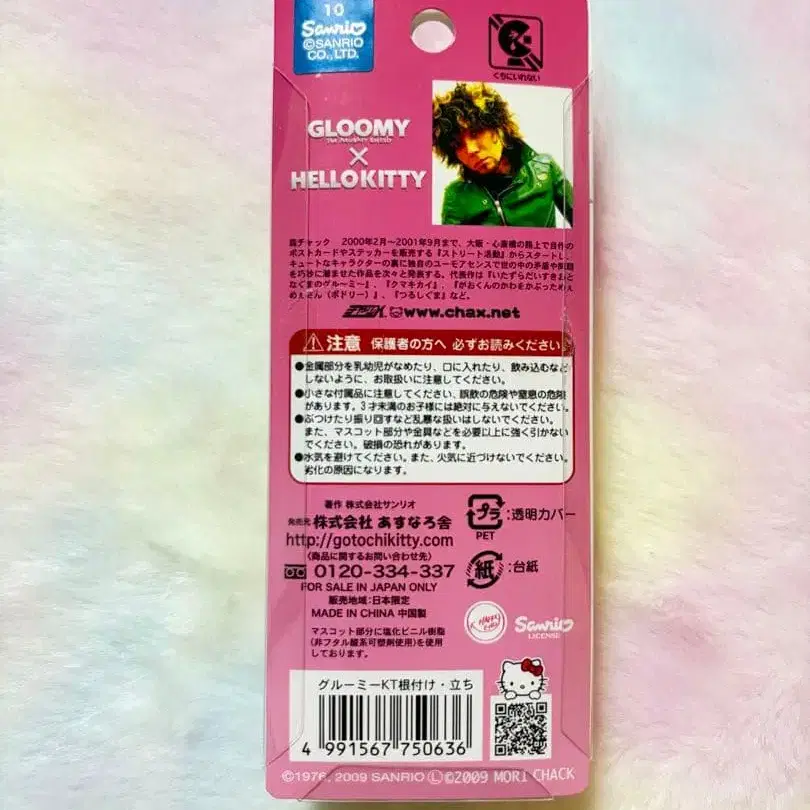 10
Sanrio
©SANRIO
CO., LTD.
くちにいれない
GLOOMY
×
HELLO KITTY
森チャック 2000年2月〜2001年9月まで、大阪・心斎橋の路上で自作の
ポストカードやステッカーを販売する『ストリート活動』からスタートし、
キュートなキャラクターの裏に独自のユーモアセンスで世の中の矛盾や問題
を巧妙に潜ませた作品を次々と発表する。代表作は『いたずらだいすきおと
なぐまのグル〜ミ〜』、『クマキカイ』、『がおくんのかわをかぶっためぇ
めぇさん(ボドリー)』、『つるしぐま』など。
www.chax.net
注意 保護者の方へ 必ずお読みください
●金属部分を乳幼児がなめたり、口に入れたり、飲み込むなど
しないように、お取扱いに注意してください。
●小さな付属品に注意してください、誤飲の危険や窒息の危険
があります。3才未満のお子様には絶対に与えないでください。
●ぶつけたり振り回すなど乱暴な扱いはしないでください。
また、マスコット部分や金具などを必要以上に強く引かない
でください。破損の恐れがあります。
●水気を避けてください。また、火気に近づけないでください。
劣化の原因になります。
著作 株式会社サンリオ
発売元 株式会社 あすなろ舎
http://gotochikitty.com
〈商品に関するお問い合わせ先〉
0120-334-337
FOR SALE IN JAPAN ONLY
販売地域:日本限定
MADE IN CHINA 中国製
マスコット部分に塩化ビニル樹脂
(非フタル酸系可塑剤使用)を使用
しております。
プラ :透明カバー
PET
紙 :台紙
Sanrio
LICENSE
グルーミーKT根付け・立ち
4 991567 750636
©1976, 2009 SANRIO Ⓛ ©2009 MORI CHACK